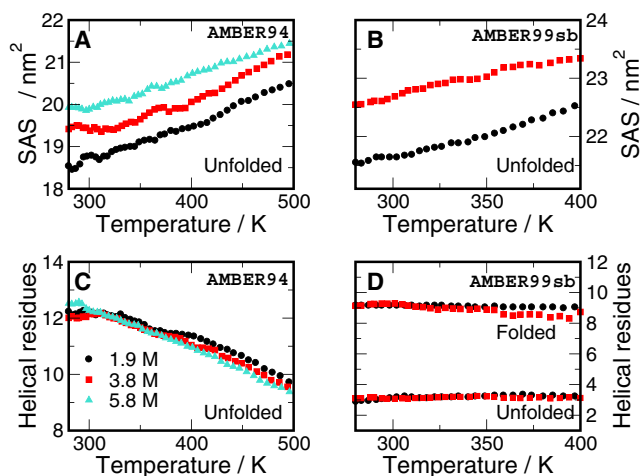 A
AMBER94
SAS / nm²
22
21
20
19
18
Unfolded
300
350
400
450
500
Temperature / K
B
AMBER99sb
SAS / nm²
24
23
22
Unfolded
300
350
400
Temperature / K
C
AMBER94
Helical residues
14
12
10
8
1.9 M
3.8 M
5.8 M
Unfolded
300
400
500
Temperature / K
D
AMBER99sb
Helical residues
12
10
8
6
4
2
Folded
Unfolded
300
350
400
Temperature / K